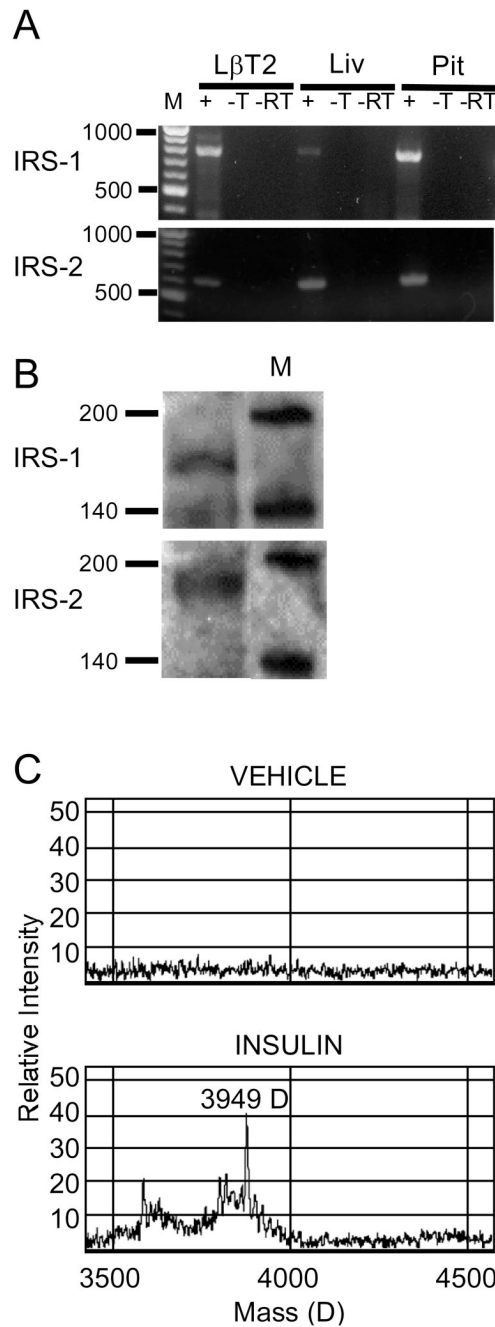 A
LβT2 Liv Pit
M + -T -RT + -T -RT + -T -RT
1000
IRS-1
500
1000
IRS-2
500
B
M
200
IRS-1
140
200
IRS-2
140
C
VEHICLE
50
40
30
20
10
Relative Intensity
INSULIN
50
3949 D
40
30
20
10
3500 4000 4500
Mass (D)